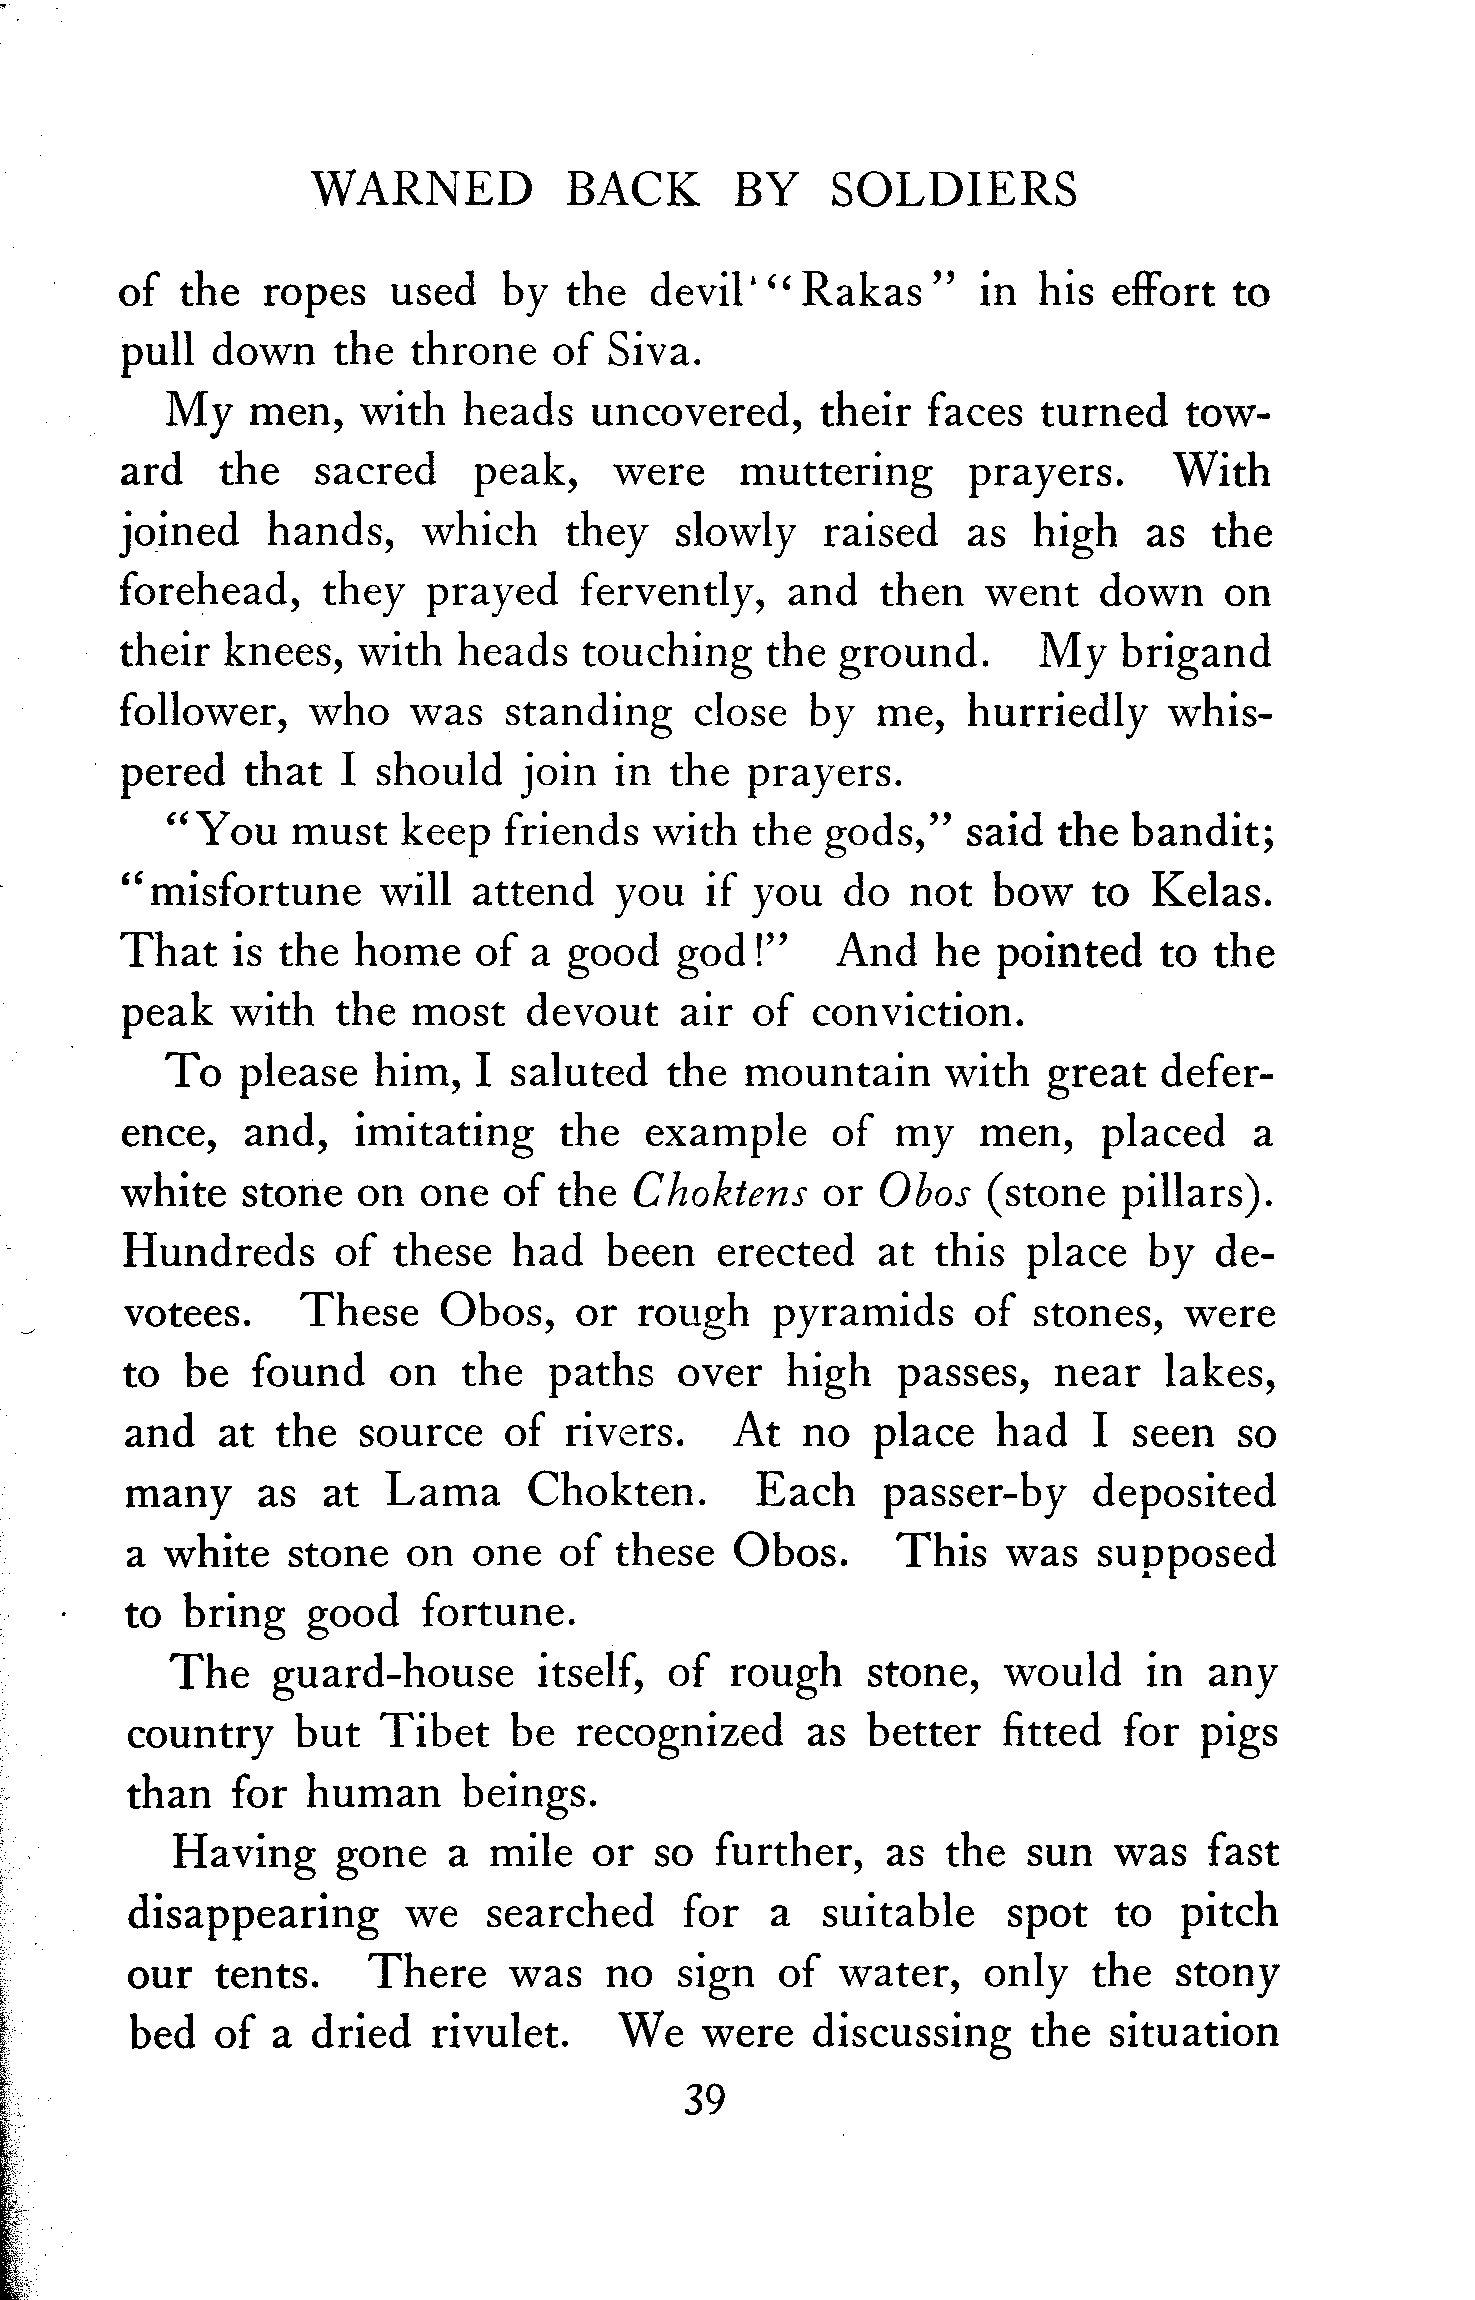 WARNED BACK BY SOLDIERS
of the ropes used by the devil' "Rakas" in his effort to
pull down the throne of Siva.
My men, with heads uncovered, their faces turned tow-
ard the sacred peak, were muttering prayers. With
joined hands, which they slowly raised as high as the
forehead, they prayed fervently, and then went down on
their knees, with heads touching the ground. My brigand
follower, who was standing close by me, hurriedly whis-
pered that I should join in the prayers.
"You must keep friends with the gods," said the bandit;
"misfortune will attend you if you do not bow to Kelas.
That is the home of a good god!" And he pointed to the
peak with the most devout air of conviction.
To please him, I saluted the mountain with great defer-
ence, and, imitating the example of my men, placed a
white stone on one of the Choktens or Obos (stone pillars).
Hundreds of these had been erected at this place by de-
votees. These Obos, or rough pyramids of stones, were
to be found on the paths over high passes, near lakes,
and at the source of rivers. At no place had I seen so
many as at Lama Chokten. Each passer-by deposited
a white stone on one of these Obos. This was supposed
to bring good fortune.
The guard-house itself, of rough stone, would in any
country but Tibet be recognized as better fitted for pigs
than for human beings.
Having gone a mile or so further, as the sun was fast
disappearing we searched for a suitable spot to pitch
our tents. There was no sign of water, only the stony
bed of a dried rivulet. We were discussing the situation
39